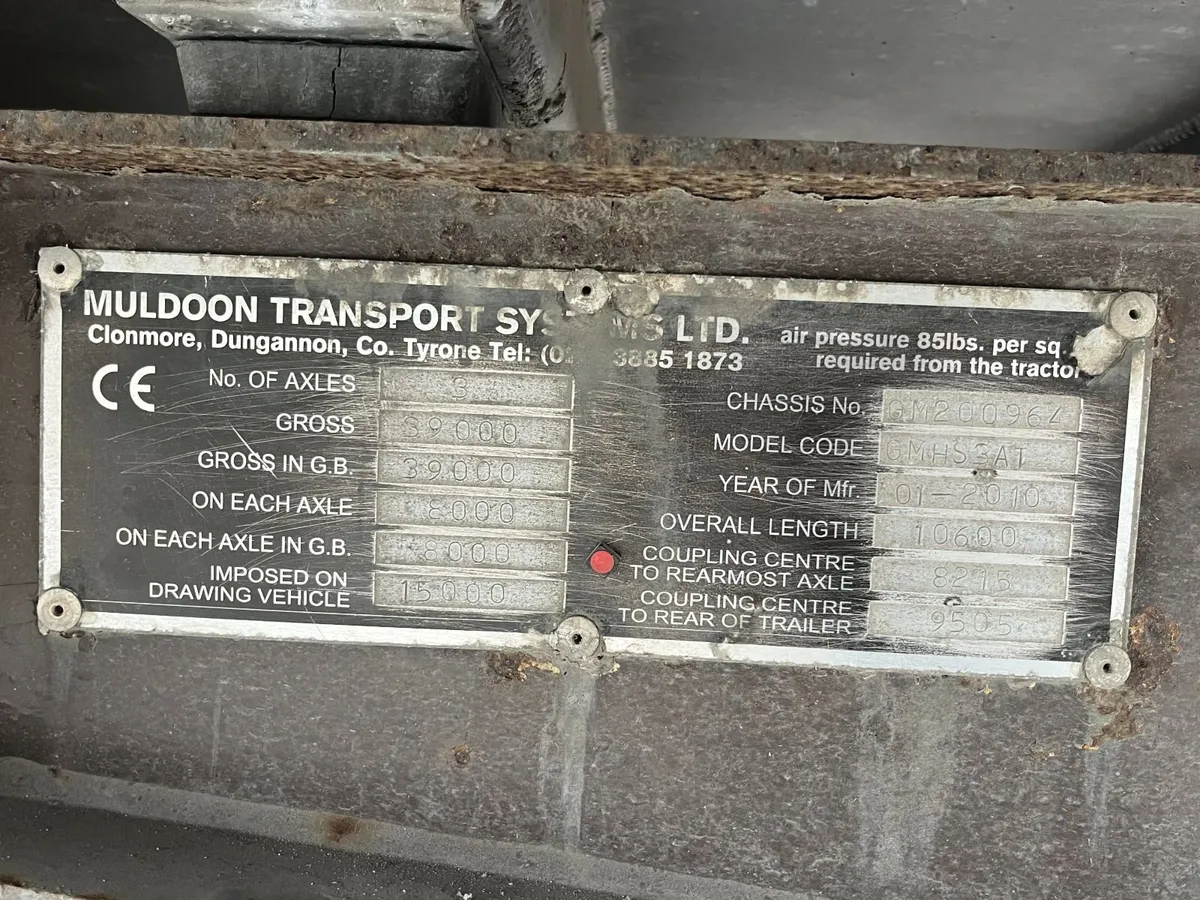 MULDOON TRANSPORT SYSTEMS LTD.
Clonmore, Dungannon, Co. Tyrone Tel: 3885 1873
air pressure 85lbs. per sq.
required from the tractor
CE
No. OF AXLES 3
GROSS 39000
GROSS IN G.B. 39000
ON EACH AXLE 8000
ON EACH AXLE IN G.B. 8000
IMPOSED ON
DRAWING VEHICLE 15000
CHASSIS No. GM200964
MODEL CODE GMHS3AT
YEAR OF Mfr. 01-2010
OVERALL LENGTH 10600
COUPLING CENTRE
TO REARMOST AXLE 8215
COUPLING CENTRE
TO REAR OF TRAILER 9505